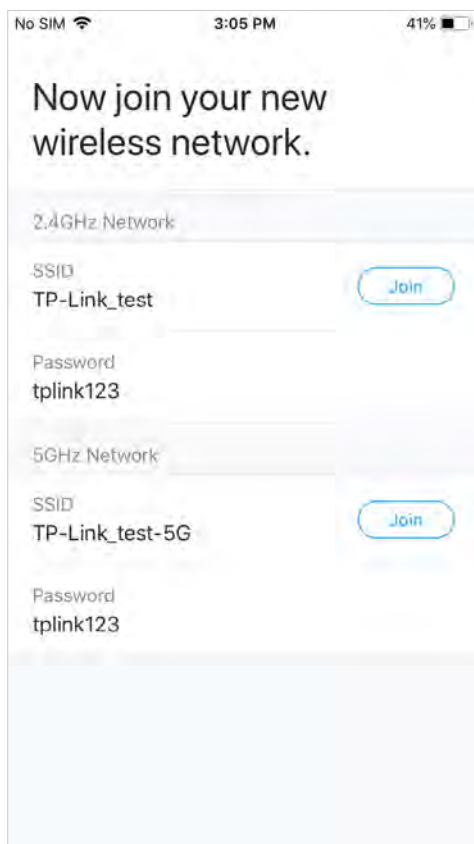 No SIM 3:05 PM 41%
Now join your new
wireless network.
2.4GHz Network
SSID
TP-Link_test
Join
Password
tplink123
5GHz Network
SSID
TP-Link_test-5G
Join
Password
tplink123